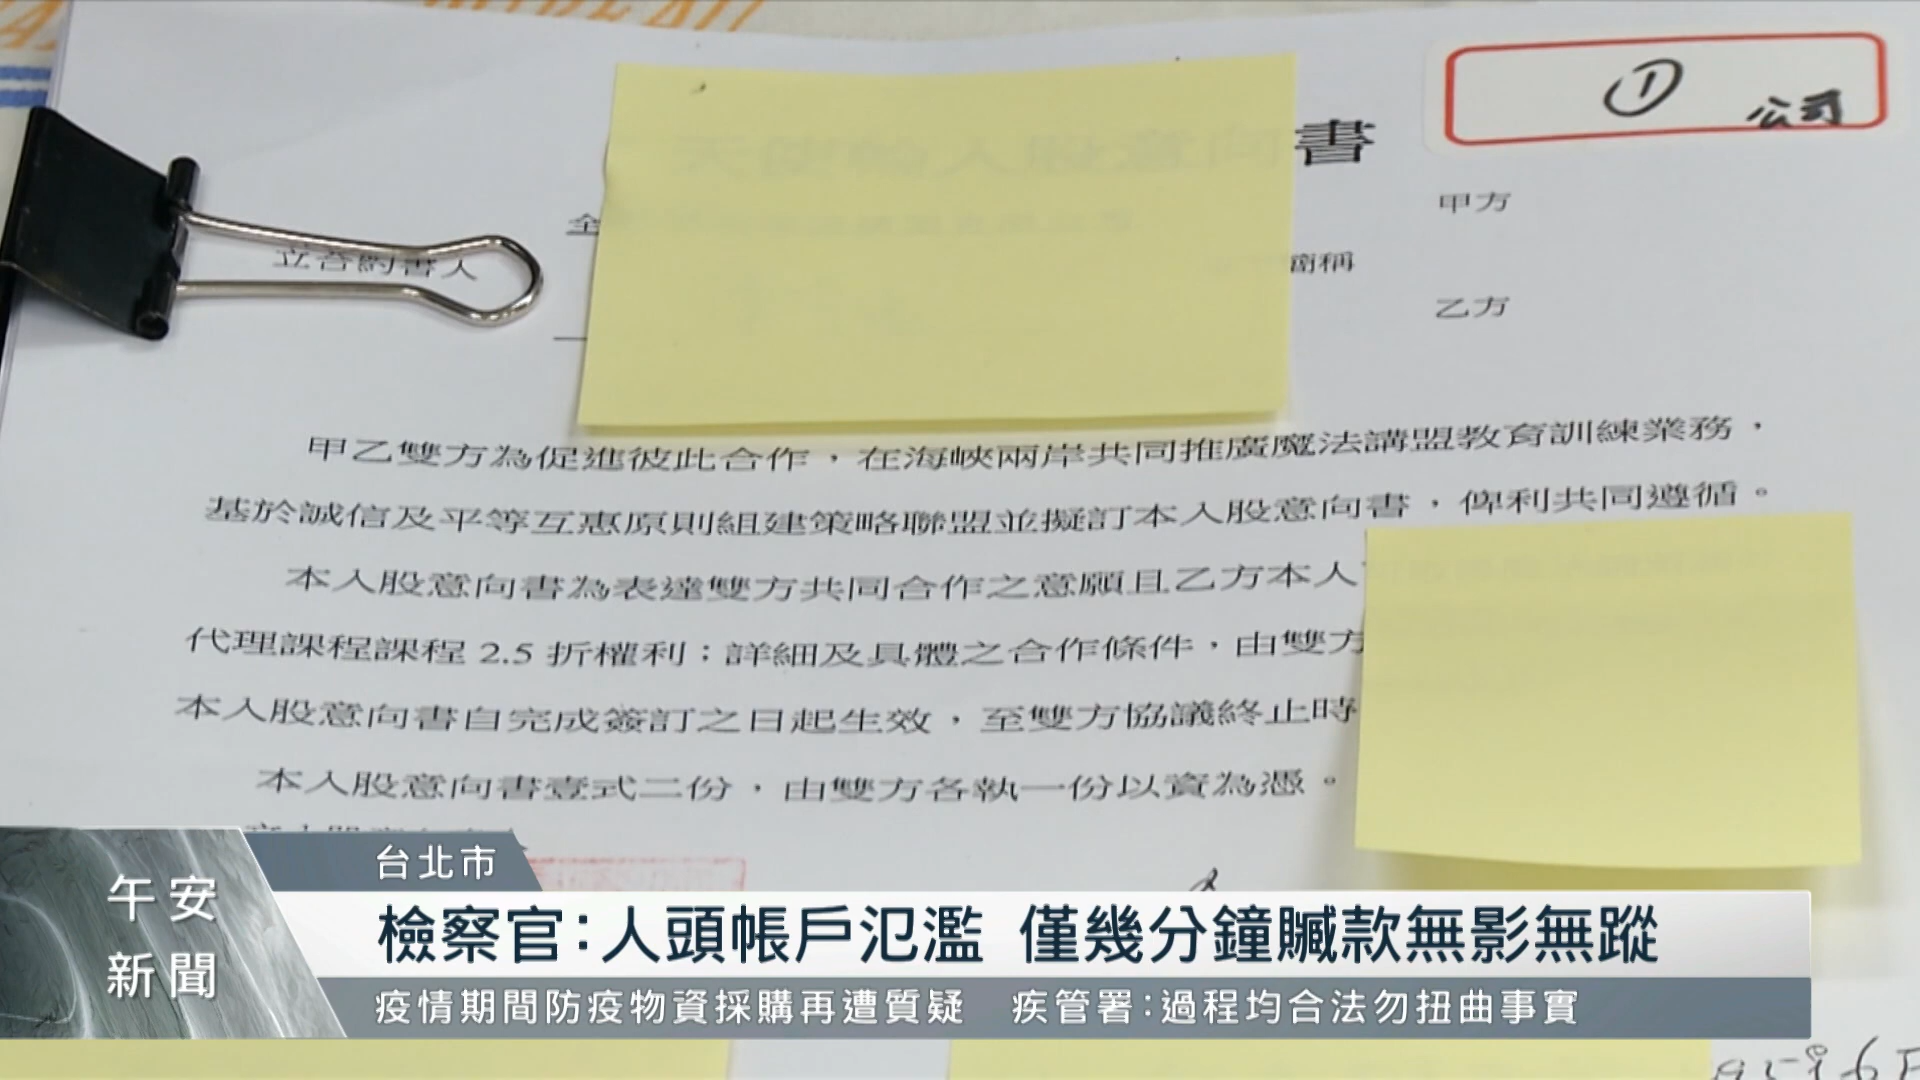 ① 公司
書
甲方
全
立合約書人
簡稱
乙方
甲乙雙方為促進彼此合作，在海峽兩岸共同推廣魔法講盟教育訓練業務，
基於誠信及平等互惠原則組建策略聯盟並擬訂本入股意向書，俾利共同遵循。
本入股意向書為表達雙方共同合作之意願且乙方本人
代理課程課程 2.5 折權利；詳細及具體之合作條件，由雙方
本入股意向書自完成簽訂之日起生效，至雙方協議終止時
本入股意向書壹式二份，由雙方各執一份以資為憑。
台北市
午安
新聞
檢察官：人頭帳戶氾濫 僅幾分鐘贓款無影無蹤
疫情期間防疫物資採購再遭質疑 疾管署：過程均合法勿扭曲事實